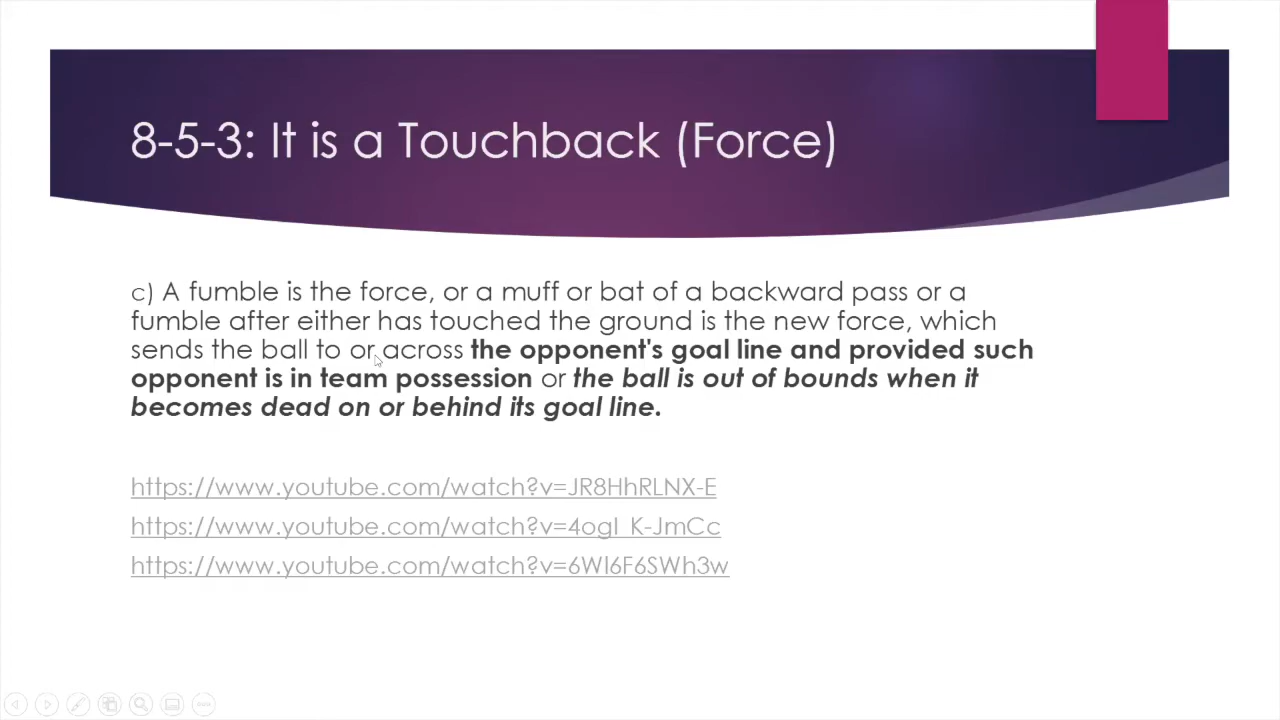 8-5-3: It is a Touchback (Force)
c) A fumble is the force, or a muff or bat of a backward pass or a
fumble after either has touched the ground is the new force, which
sends the ball to or across the opponent's goal line and provided such
opponent is in team possession or the ball is out of bounds when it
becomes dead on or behind its goal line.
https://www.youtube.com/watch?v=JR8HhRLNX-E
https://www.youtube.com/watch?v=4ogI_K-JmCc
https://www.youtube.com/watch?v=6Wl6F6SWh3w